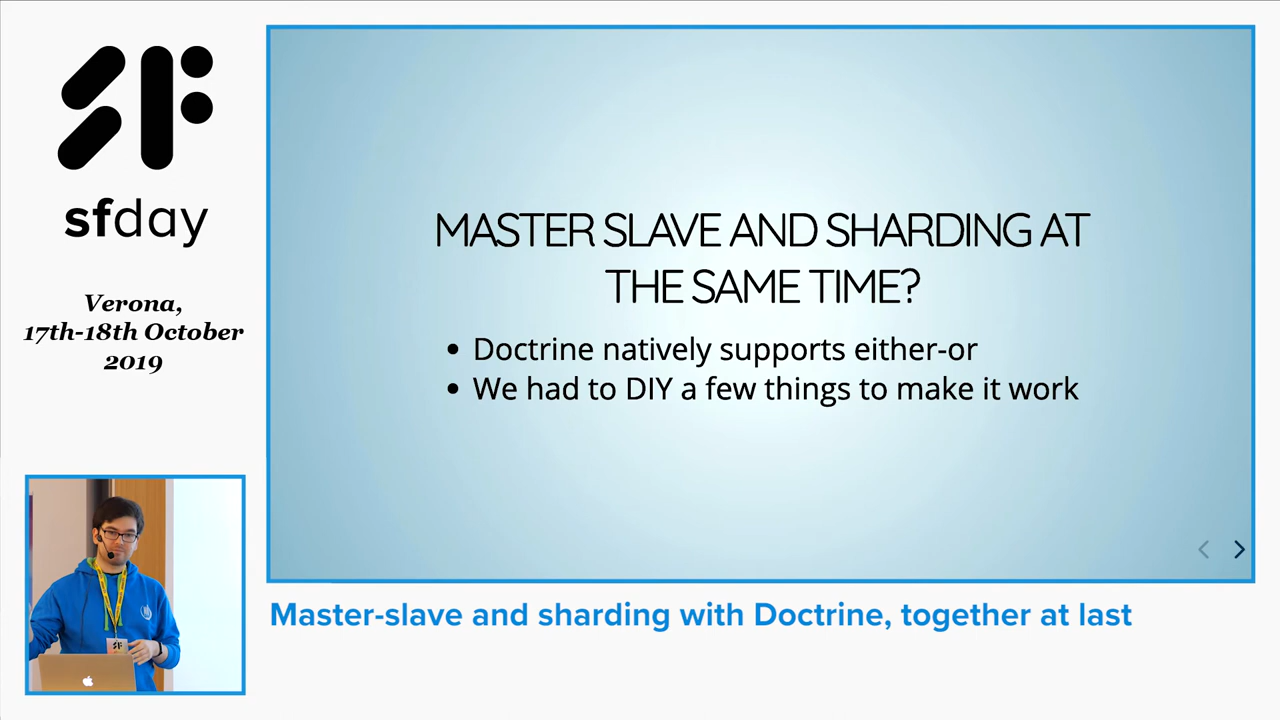 sfday
Verona,
17th-18th October
2019
MASTER SLAVE AND SHARDING AT
THE SAME TIME?
• Doctrine natively supports either-or
• We had to DIY a few things to make it work
SF
Master-slave and sharding with Doctrine, together at last